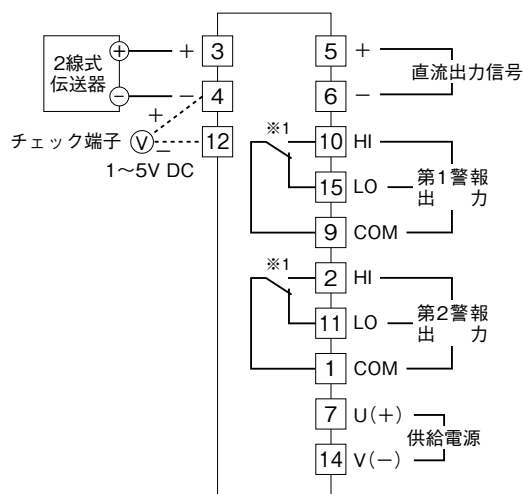 2線式
伝送器
+
−
+
−
3
4
12
+
−
V
チェック端子
1〜5V DC
5
+
6
−
直流出力信号
※1
10
HI
15
LO
9
COM
第1警報
出 力
※1
2
HI
11
LO
1
COM
第2警報
出 力
7
U(+)
14
V(−)
供給電源